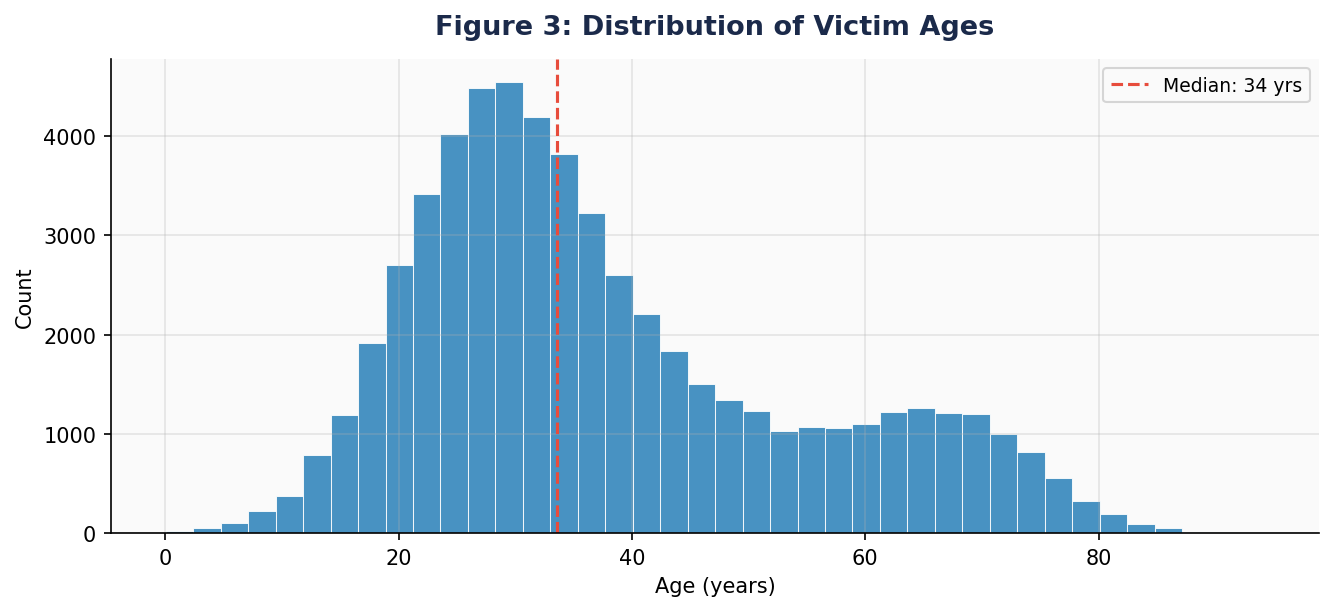 Figure 3: Distribution of Victim Ages
Median: 34 yrs
Count
4000
3000
2000
1000
0
0 20 40 60 80
Age (years)